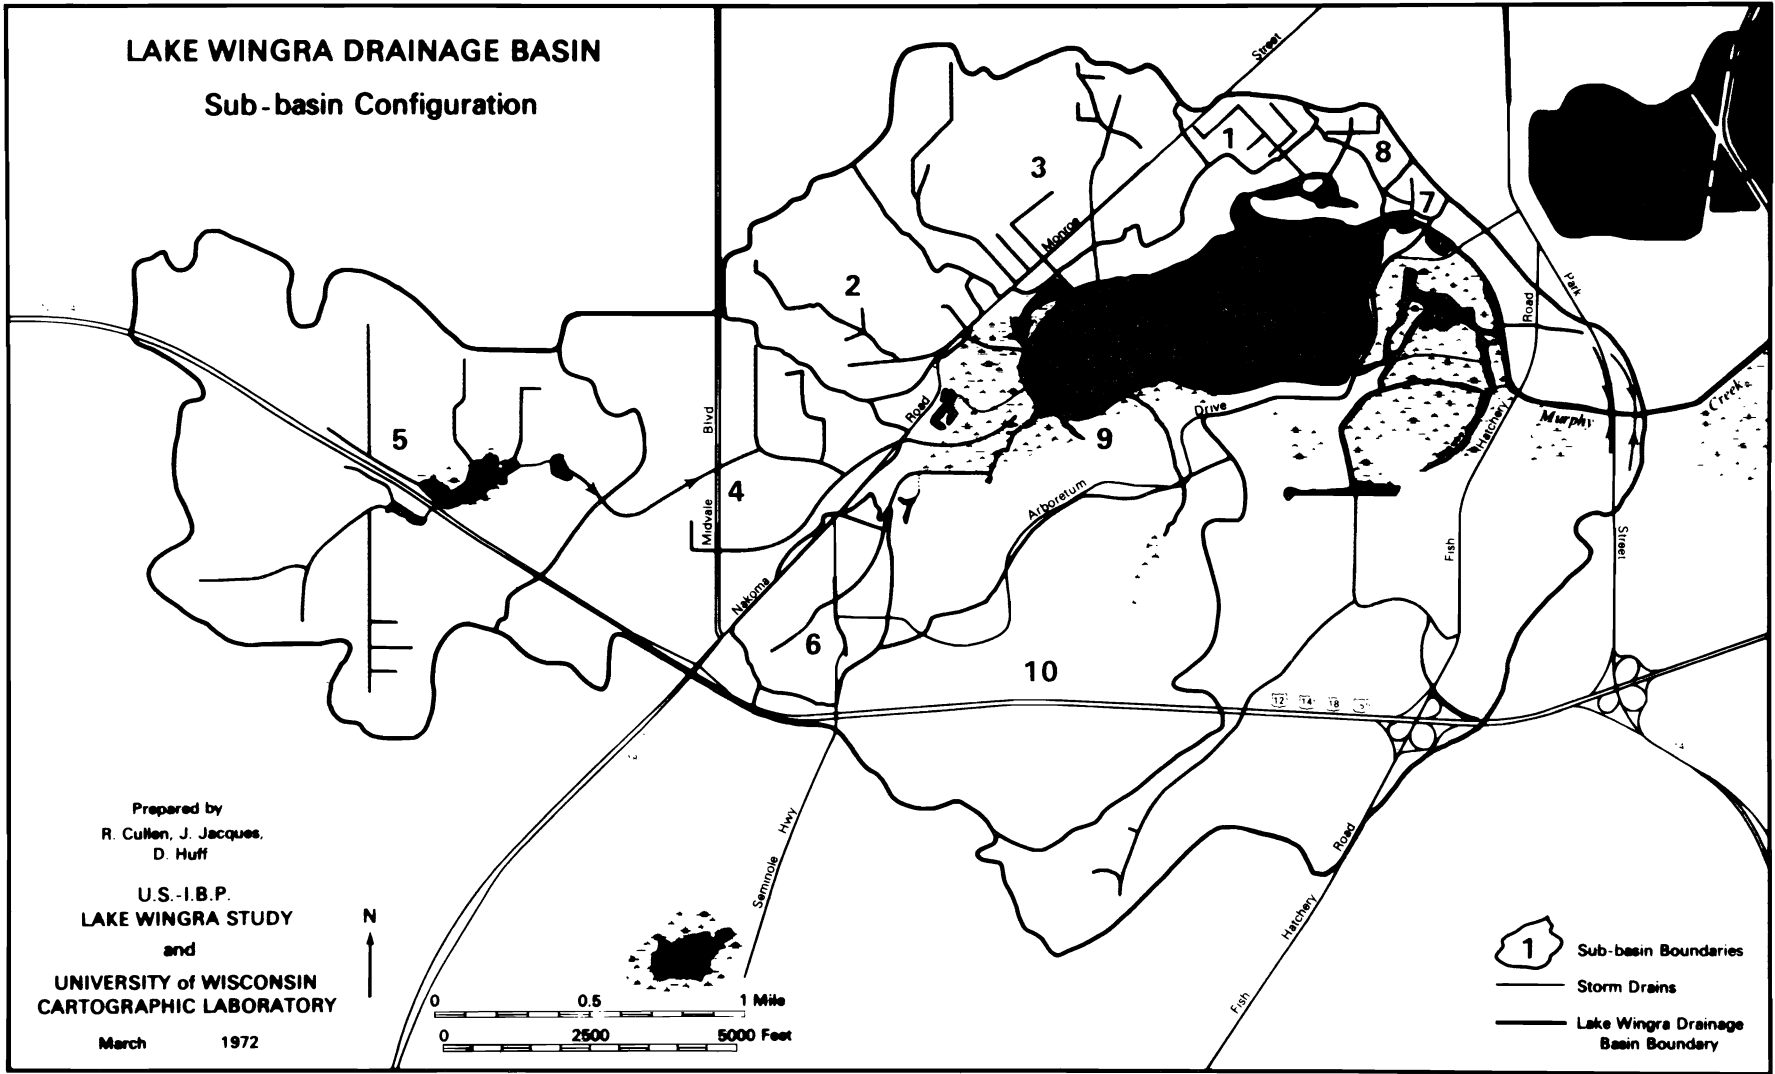 LAKE WINGRA DRAINAGE BASIN
Sub-basin Configuration
Street
1
8
3
7
Monroe
2
Park
Road
Creek
Road
Drive
Murphy
Blvd
5
9
Hatchery
4
Arboretum
Midvale
Fish
Street
Nakoma
6
10
12 14 18
14
Hwy
Seminole
Road
Hatchery
Fish
Prepared by
R. Cullen, J. Jacques,
D. Huff
U.S.-I.B.P.
LAKE WINGRA STUDY
and
UNIVERSITY of WISCONSIN
CARTOGRAPHIC LABORATORY
March 1972
N
0 0.5 1 Mile
0 2500 5000 Feet
1 Sub-basin Boundaries
Storm Drains
Lake Wingra Drainage
Basin Boundary